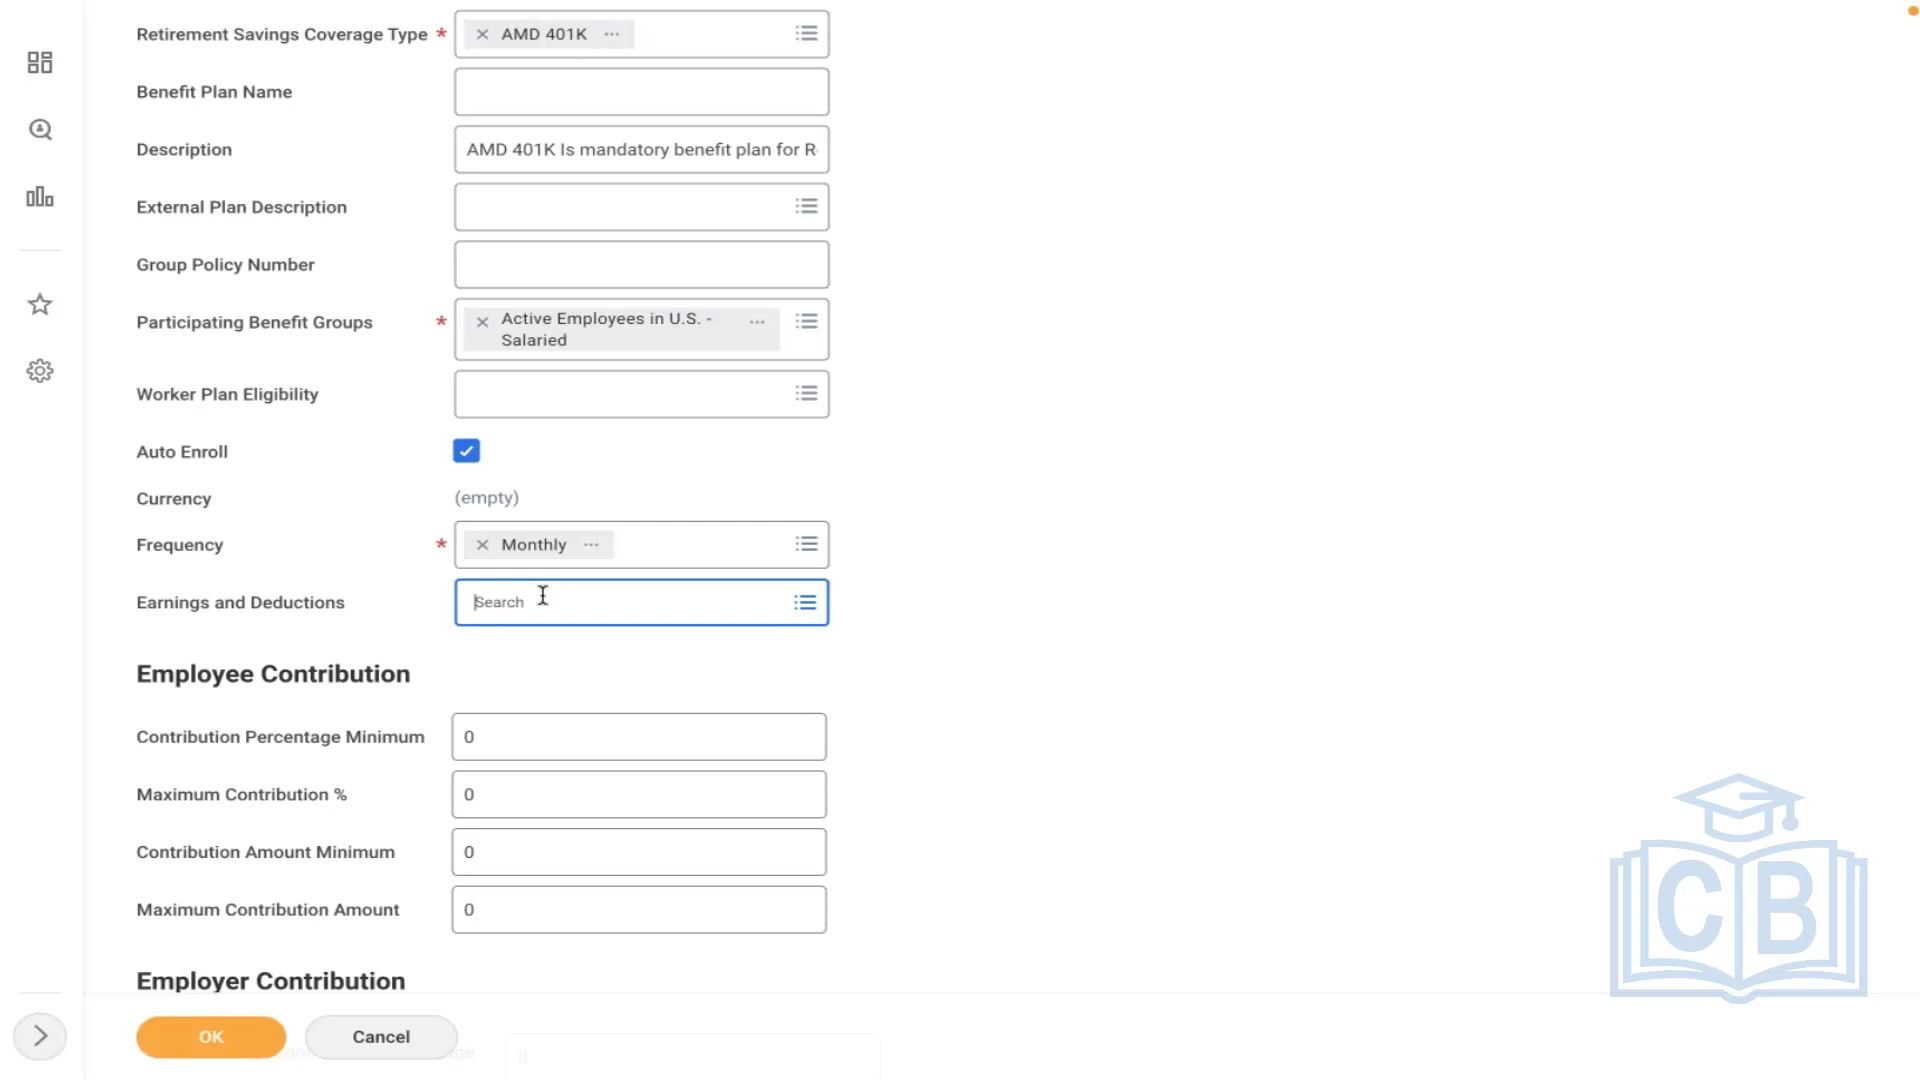 Retirement Savings Coverage Type * × AMD 401K ···
Benefit Plan Name
Description AMD 401K Is mandatory benefit plan for R
External Plan Description
Group Policy Number
Participating Benefit Groups * × Active Employees in U.S. - ···
Salaried
Worker Plan Eligibility
Auto Enroll
Currency (empty)
Frequency * × Monthly ···
Earnings and Deductions Search
Employee Contribution
Contribution Percentage Minimum 0
Maximum Contribution % 0
Contribution Amount Minimum 0
Maximum Contribution Amount 0
Employer Contribution
OK Cancel
0
CB